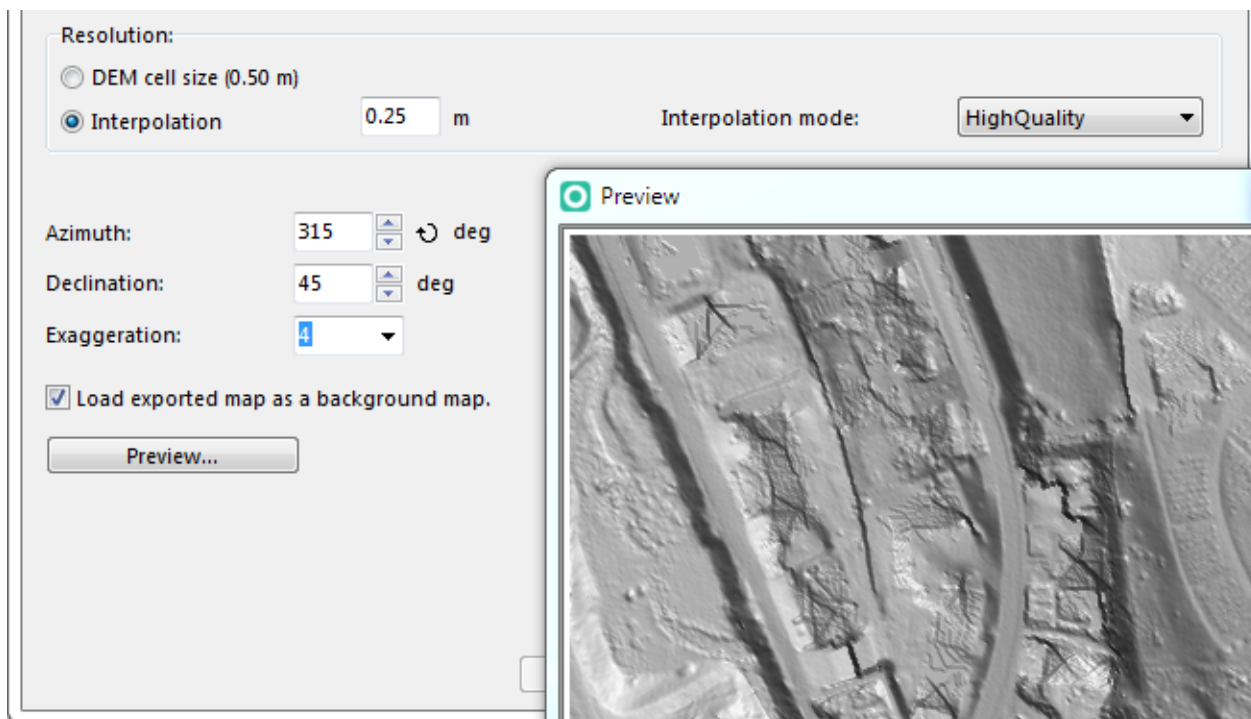 Resolution:
DEM cell size (0.50 m)
Interpolation 0.25 m Interpolation mode: HighQuality
Preview
Azimuth: 315 deg
Declination: 45 deg
Exaggeration: 4
Load exported map as a background map.
Preview...